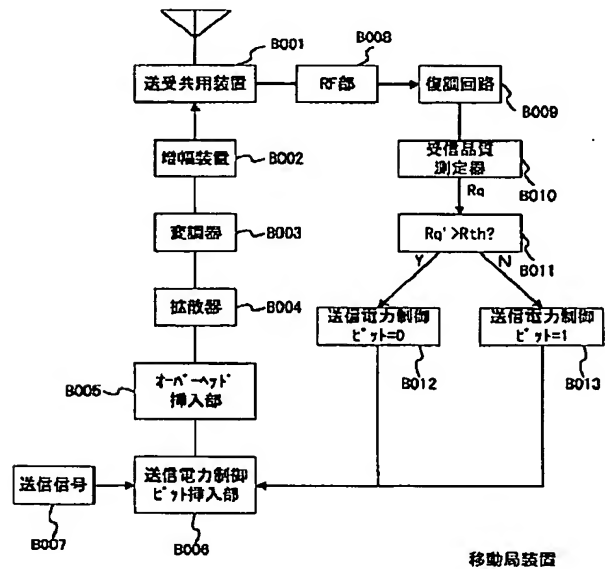 B001
B008
送受共用装置
RF部
復調回路
B009
増幅装置
B002
受信品質
測定器
B010
Rq
変調器
B003
Rq'>Rth?
B011
Y
N
拡散器
B004
送信電力制御
ビット=0
B012
送信電力制御
ビット=1
B013
B005
オーバーヘッド
挿入部
送信信号
B007
送信電力制御
ビット挿入部
B006
移動局装置